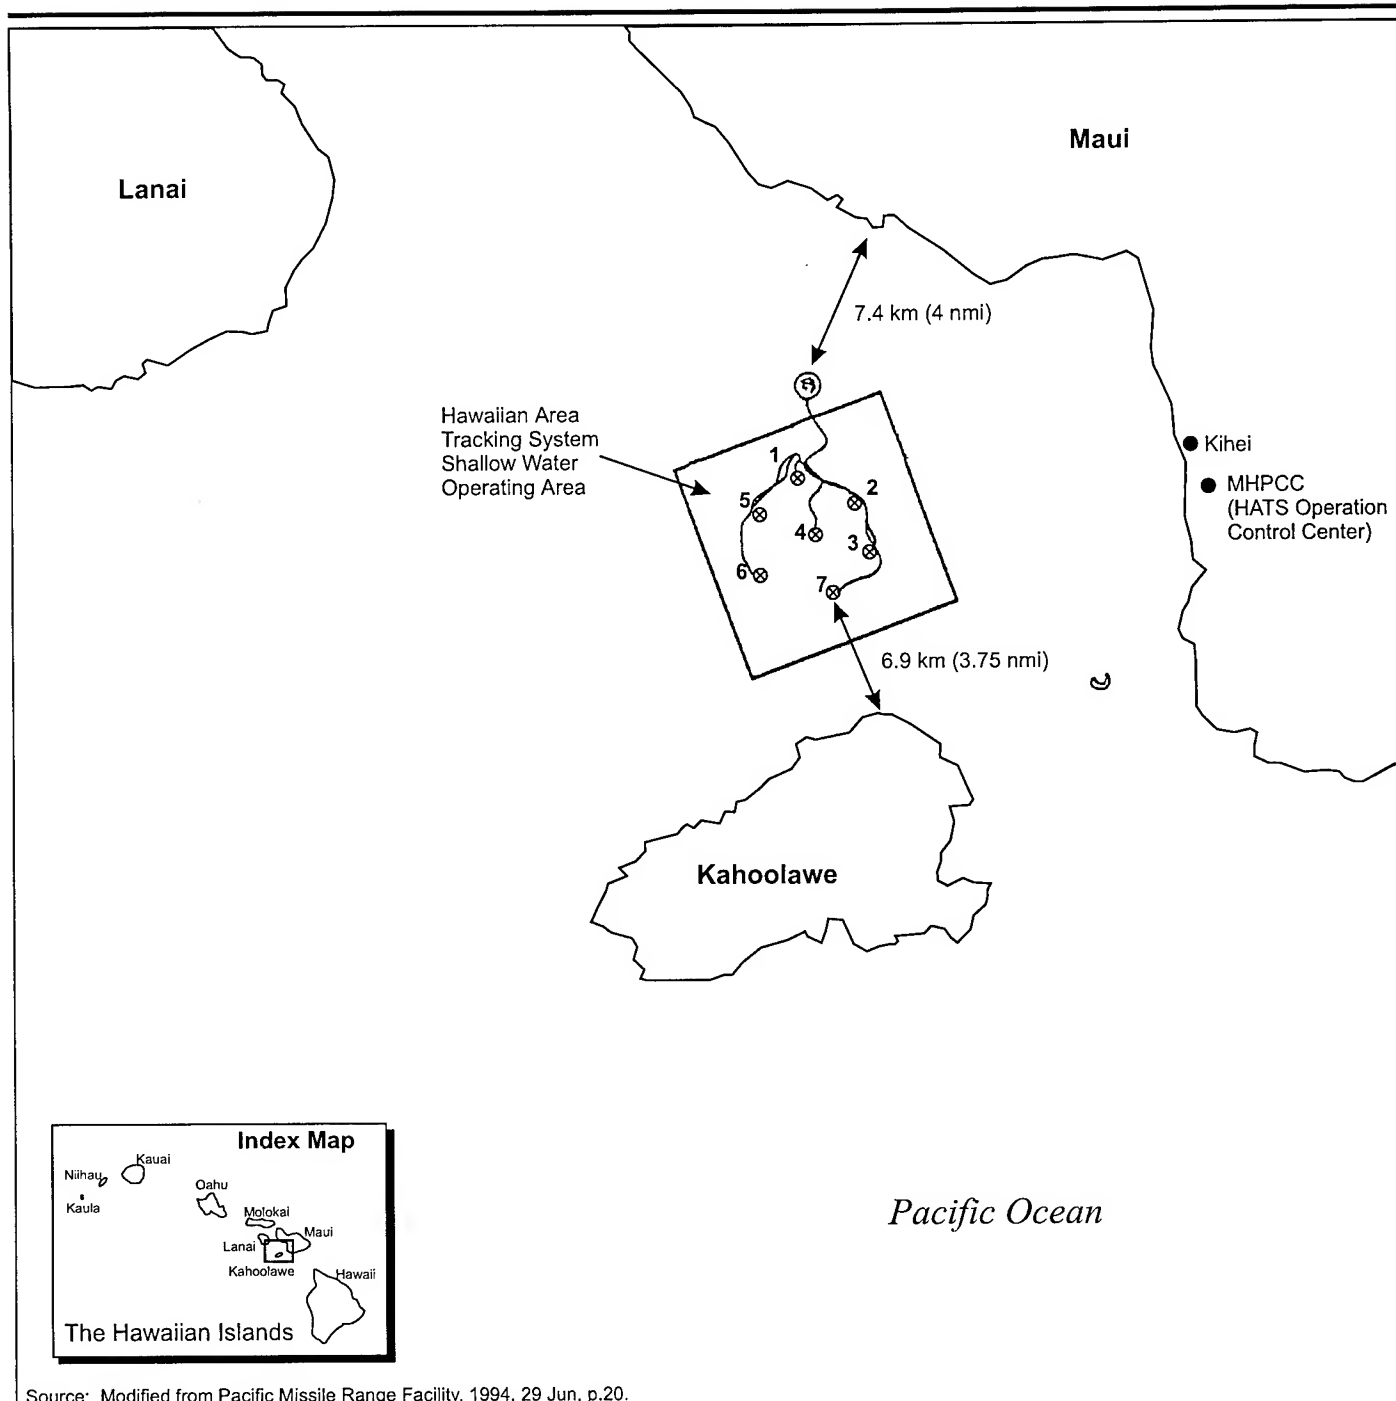 Maui
Lanai
7.4 km (4 nmi)
Hawaiian Area
Tracking System
Shallow Water
Operating Area
1
2
5
4
3
6
7
Kihei
MHPCC
(HATS Operation
Control Center)
6.9 km (3.75 nmi)
Kahoolawe
Index Map
Kauai
Niihau
Kaula
Oahu
Molokai
Maui
Lanai
Kahoolawe
Hawaii
The Hawaiian Islands
Pacific Ocean
Source: Modified from Pacific Missile Range Facility, 1994, 29 Jun, p.20.